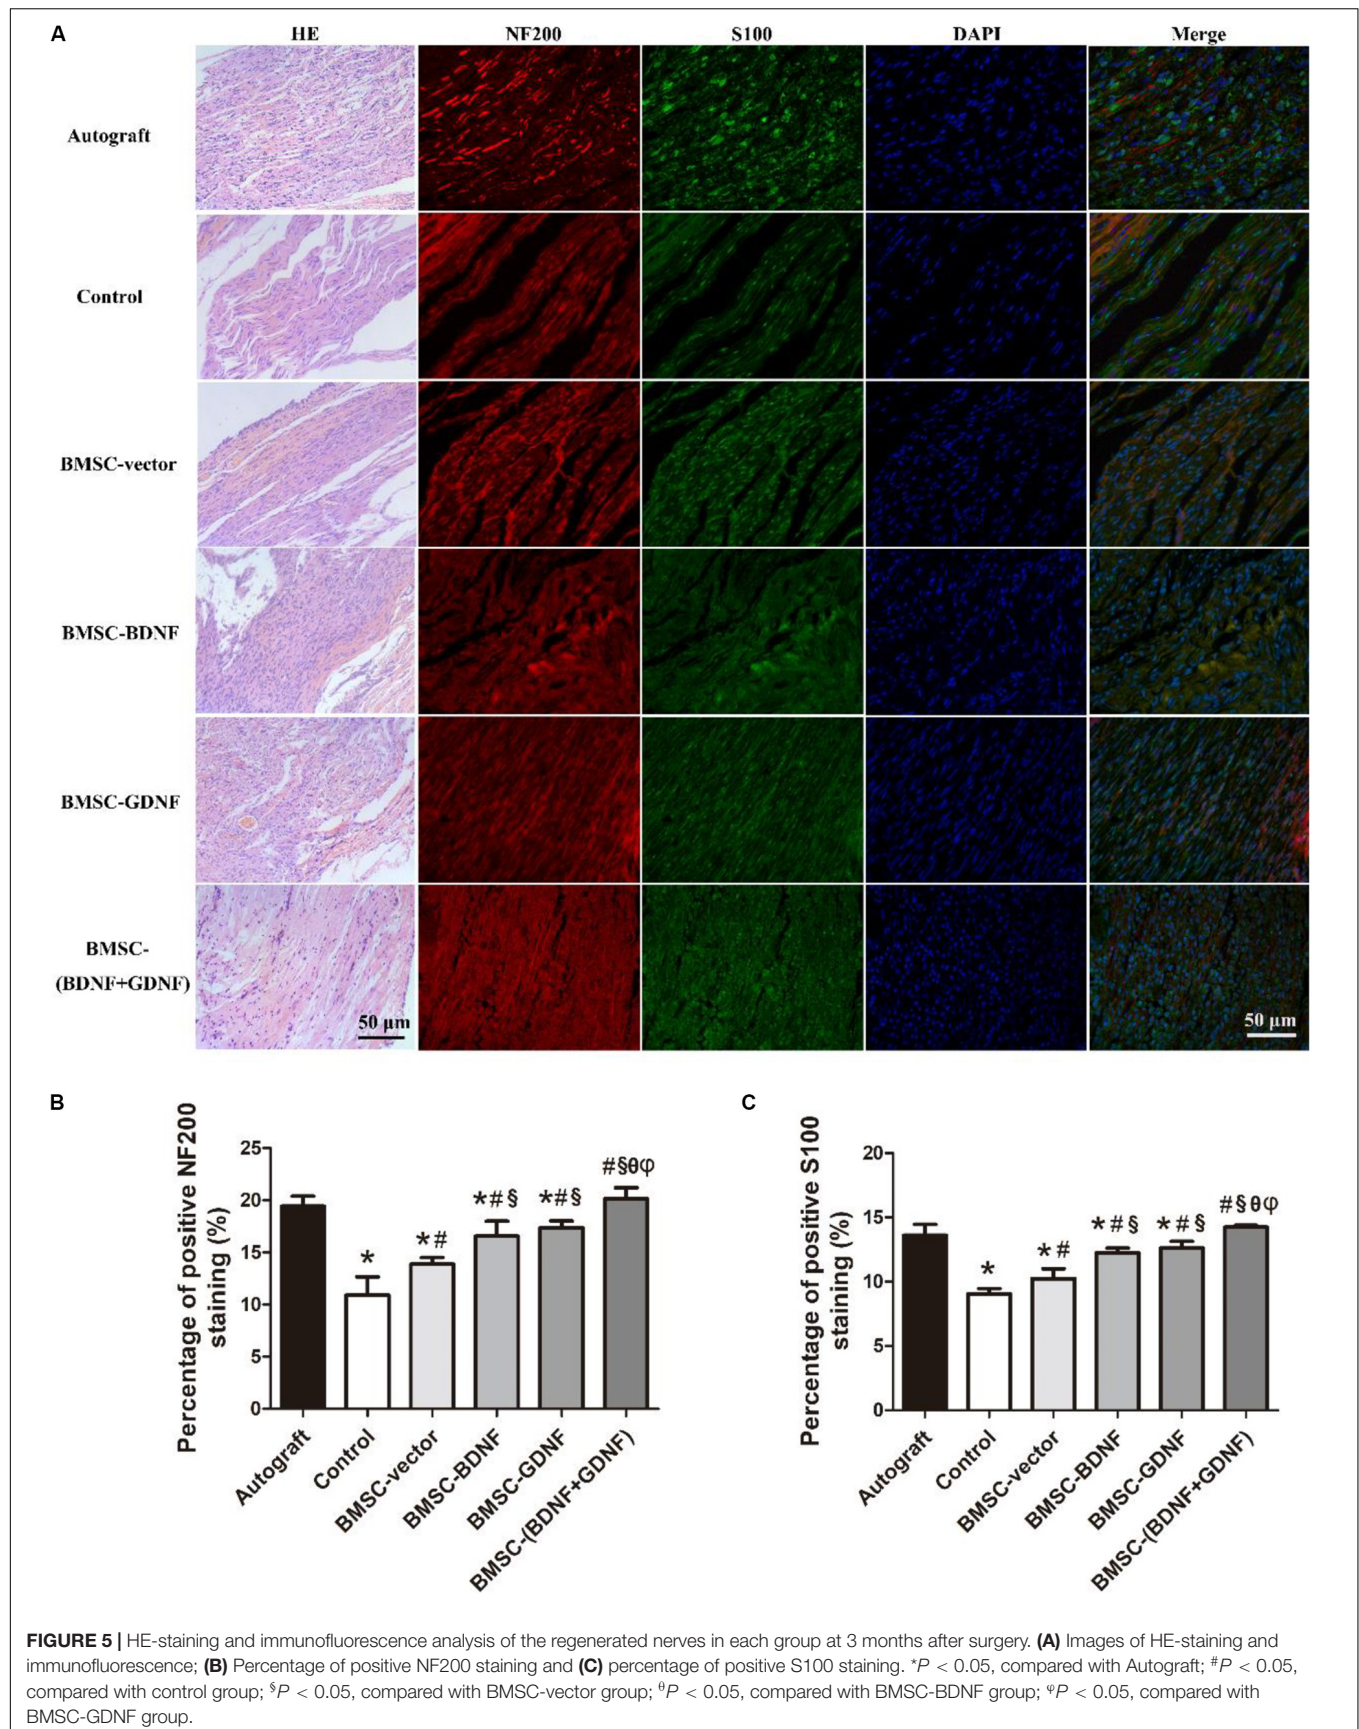 A
HE NF200 S100 DAPI Merge
Autograft
Control
BMSC-vector
BMSC-BDNF
BMSC-GDNF
BMSC-
(BDNF+GDNF)
50 µm
50 µm
B
Percentage of positive NF200
staining (%)
25
20
15
10
5
0
*
*#
*#§
*#§
#§θφ
Autograft
Control
BMSC-vector
BMSC-BDNF
BMSC-GDNF
BMSC-(BDNF+GDNF)
C
Percentage of positive S100
staining (%)
20
15
10
5
0
*
*#
*#§
*#§
#§θφ
Autograft
Control
BMSC-vector
BMSC-BDNF
BMSC-GDNF
BMSC-(BDNF+GDNF)
FIGURE 5 | HE-staining and immunofluorescence analysis of the regenerated nerves in each group at 3 months after surgery. (A) Images of HE-staining and
immunofluorescence; (B) Percentage of positive NF200 staining and (C) percentage of positive S100 staining. *P < 0.05, compared with Autograft; #P < 0.05,
compared with control group; §P < 0.05, compared with BMSC-vector group; θP < 0.05, compared with BMSC-BDNF group; φP < 0.05, compared with
BMSC-GDNF group.